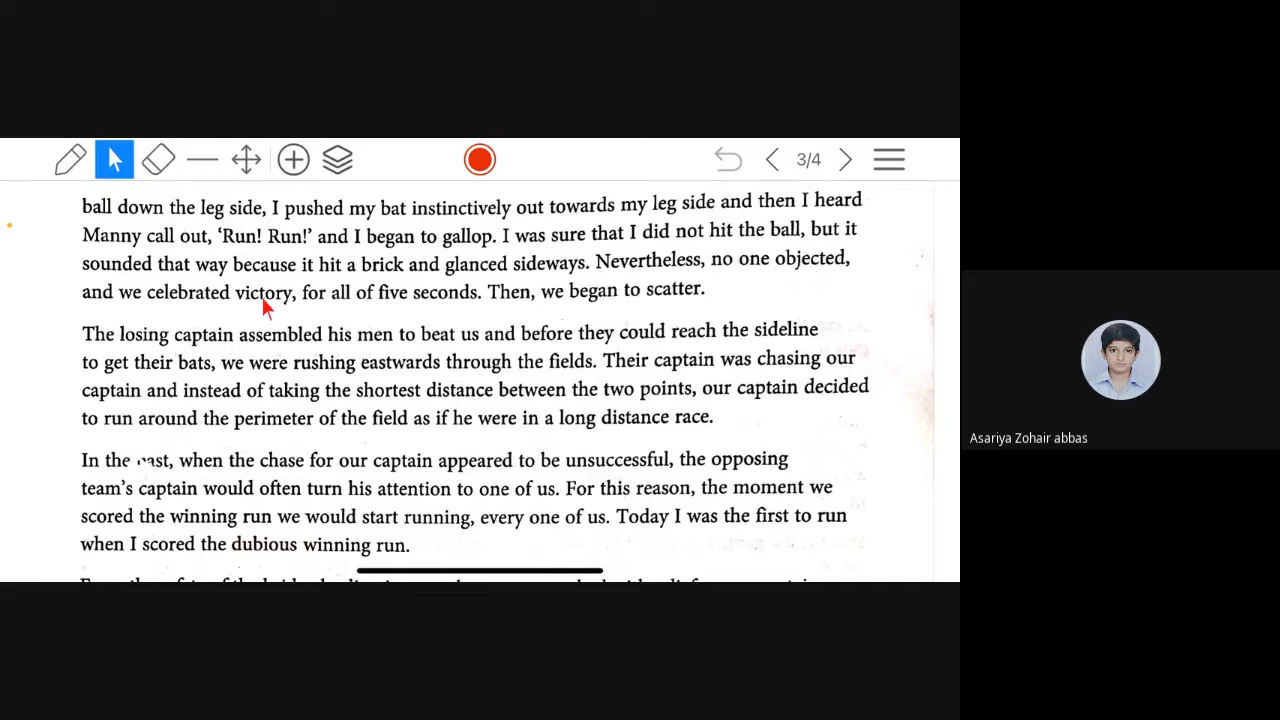 3/4
ball down the leg side, I pushed my bat instinctively out towards my leg side and then I heard
Manny call out, ‘Run! Run!’ and I began to gallop. I was sure that I did not hit the ball, but it
sounded that way because it hit a brick and glanced sideways. Nevertheless, no one objected,
and we celebrated victory, for all of five seconds. Then, we began to scatter.
The losing captain assembled his men to beat us and before they could reach the sideline
to get their bats, we were rushing eastwards through the fields. Their captain was chasing our
captain and instead of taking the shortest distance between the two points, our captain decided
to run around the perimeter of the field as if he were in a long distance race.
In the past, when the chase for our captain appeared to be unsuccessful, the opposing
team’s captain would often turn his attention to one of us. For this reason, the moment we
scored the winning run we would start running, every one of us. Today I was the first to run
when I scored the dubious winning run.
Asariya Zohair abbas